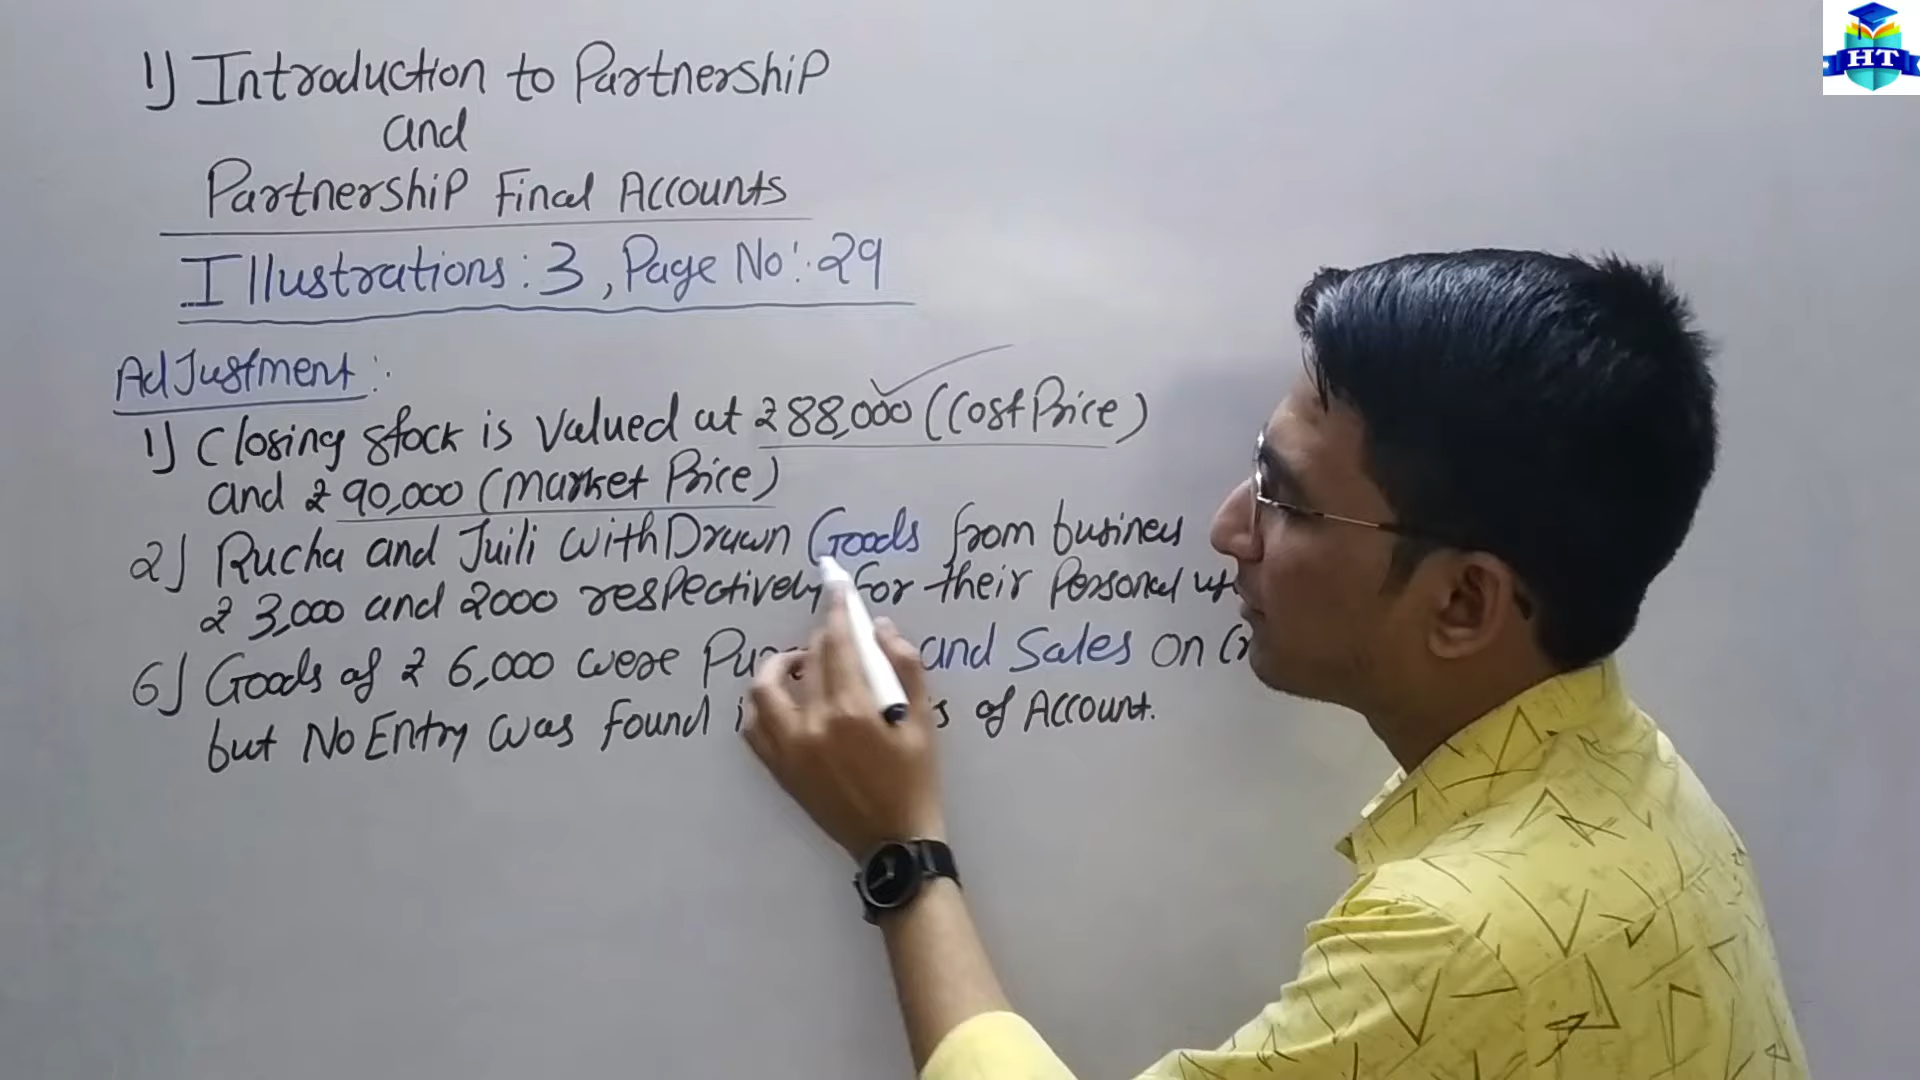 1) Introduction to Partnership
and
Partnership Final Accounts
Illustrations: 3, Page No: 29
AdJustment:
1) Closing stock is valued at ₹ 88,000 (Cost Price)
and ₹ 90,000 (Market Price)
2) Rucha and Juili withDrawn Goods from business
₹ 3,000 and 2000 respectively for their Personal
6) Goods of ₹ 6,000 were and Sales on
but No Entry was found of Account.
HT